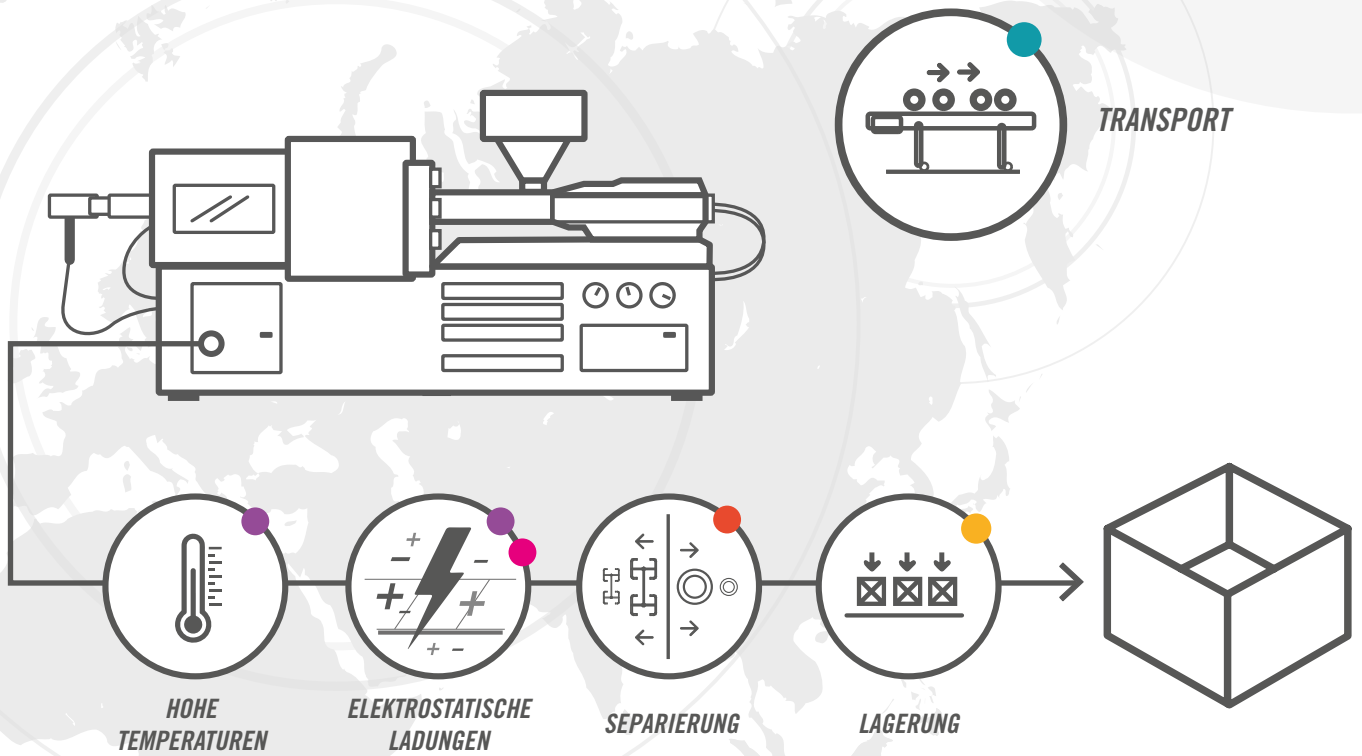 TRANSPORT
HOHE
TEMPERATUREN
ELEKTROSTATISCHE
LADUNGEN
SEPARIERUNG
LAGERUNG